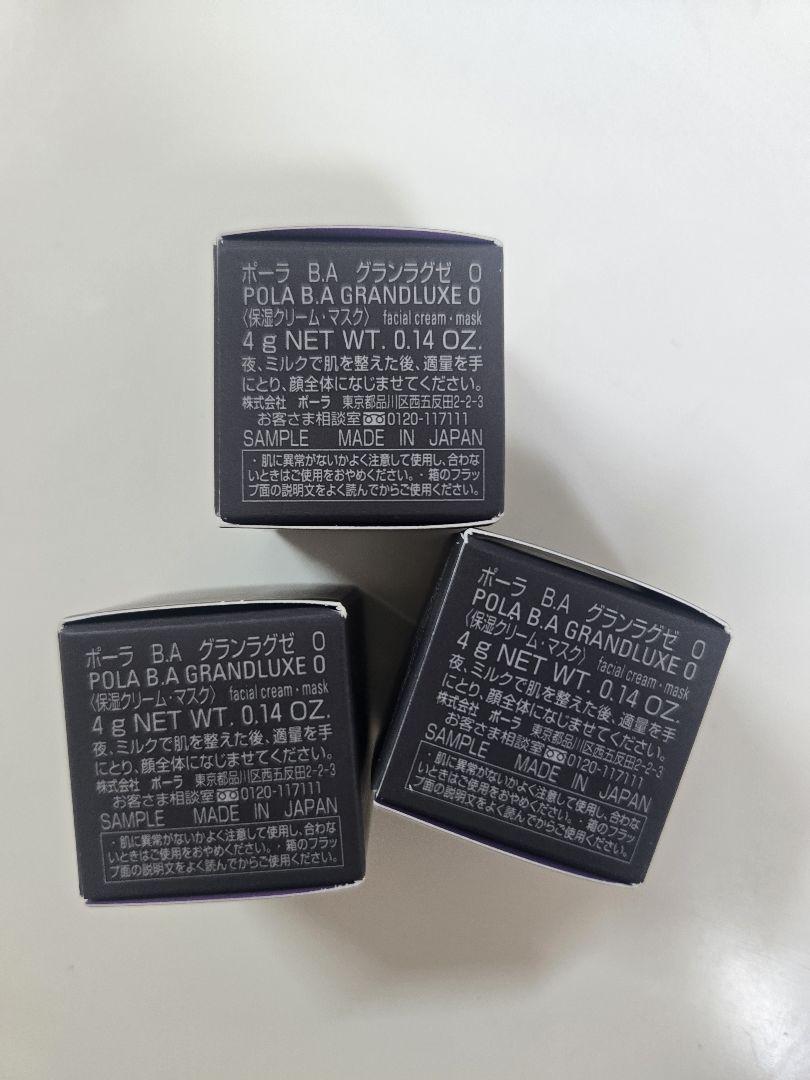 ポーラ B.A グランラグゼ O
POLA B.A GRANDLUXE O
〈保湿クリーム・マスク〉 facial cream・mask
4 g NET WT. 0.14 OZ.
夜、ミルクで肌を整えた後、適量を手
にとり、顔全体になじませてください。
株式会社 ポーラ 東京都品川区西五反田2-2-3
お客さま相談室 0120-117111
SAMPLE MADE IN JAPAN
・肌に異常がないかよく注意して使用し、合わな
いときはご使用をおやめください。・箱のフラッ
プ面の説明文をよく読んでからご使用ください。
ポーラ B.A グランラグゼ O
POLA B.A GRANDLUXE O
〈保湿クリーム・マスク〉 facial cream・mask
4 g NET WT. 0.14 OZ.
夜、ミルクで肌を整えた後、適量を手
にとり、顔全体になじませてください。
株式会社 ポーラ 東京都品川区西五反田2-2-3
お客さま相談室 0120-117111
SAMPLE MADE IN JAPAN
・肌に異常がないかよく注意して使用し、合わな
いときはご使用をおやめください。・箱のフラッ
プ面の説明文をよく読んでからご使用ください。
ポーラ B.A グランラグゼ O
POLA B.A GRANDLUXE O
〈保湿クリーム・マスク〉 facial cream・mask
4 g NET WT. 0.14 OZ.
夜、ミルクで肌を整えた後、適量を手
にとり、顔全体になじませてください。
株式会社 ポーラ 東京都品川区西五反田2-2-3
お客さま相談室 0120-117111
SAMPLE MADE IN JAPAN
・肌に異常がないかよく注意して使用し、合わな
いときはご使用をおやめください。・箱のフラッ
プ面の説明文をよく読んでからご使用ください。